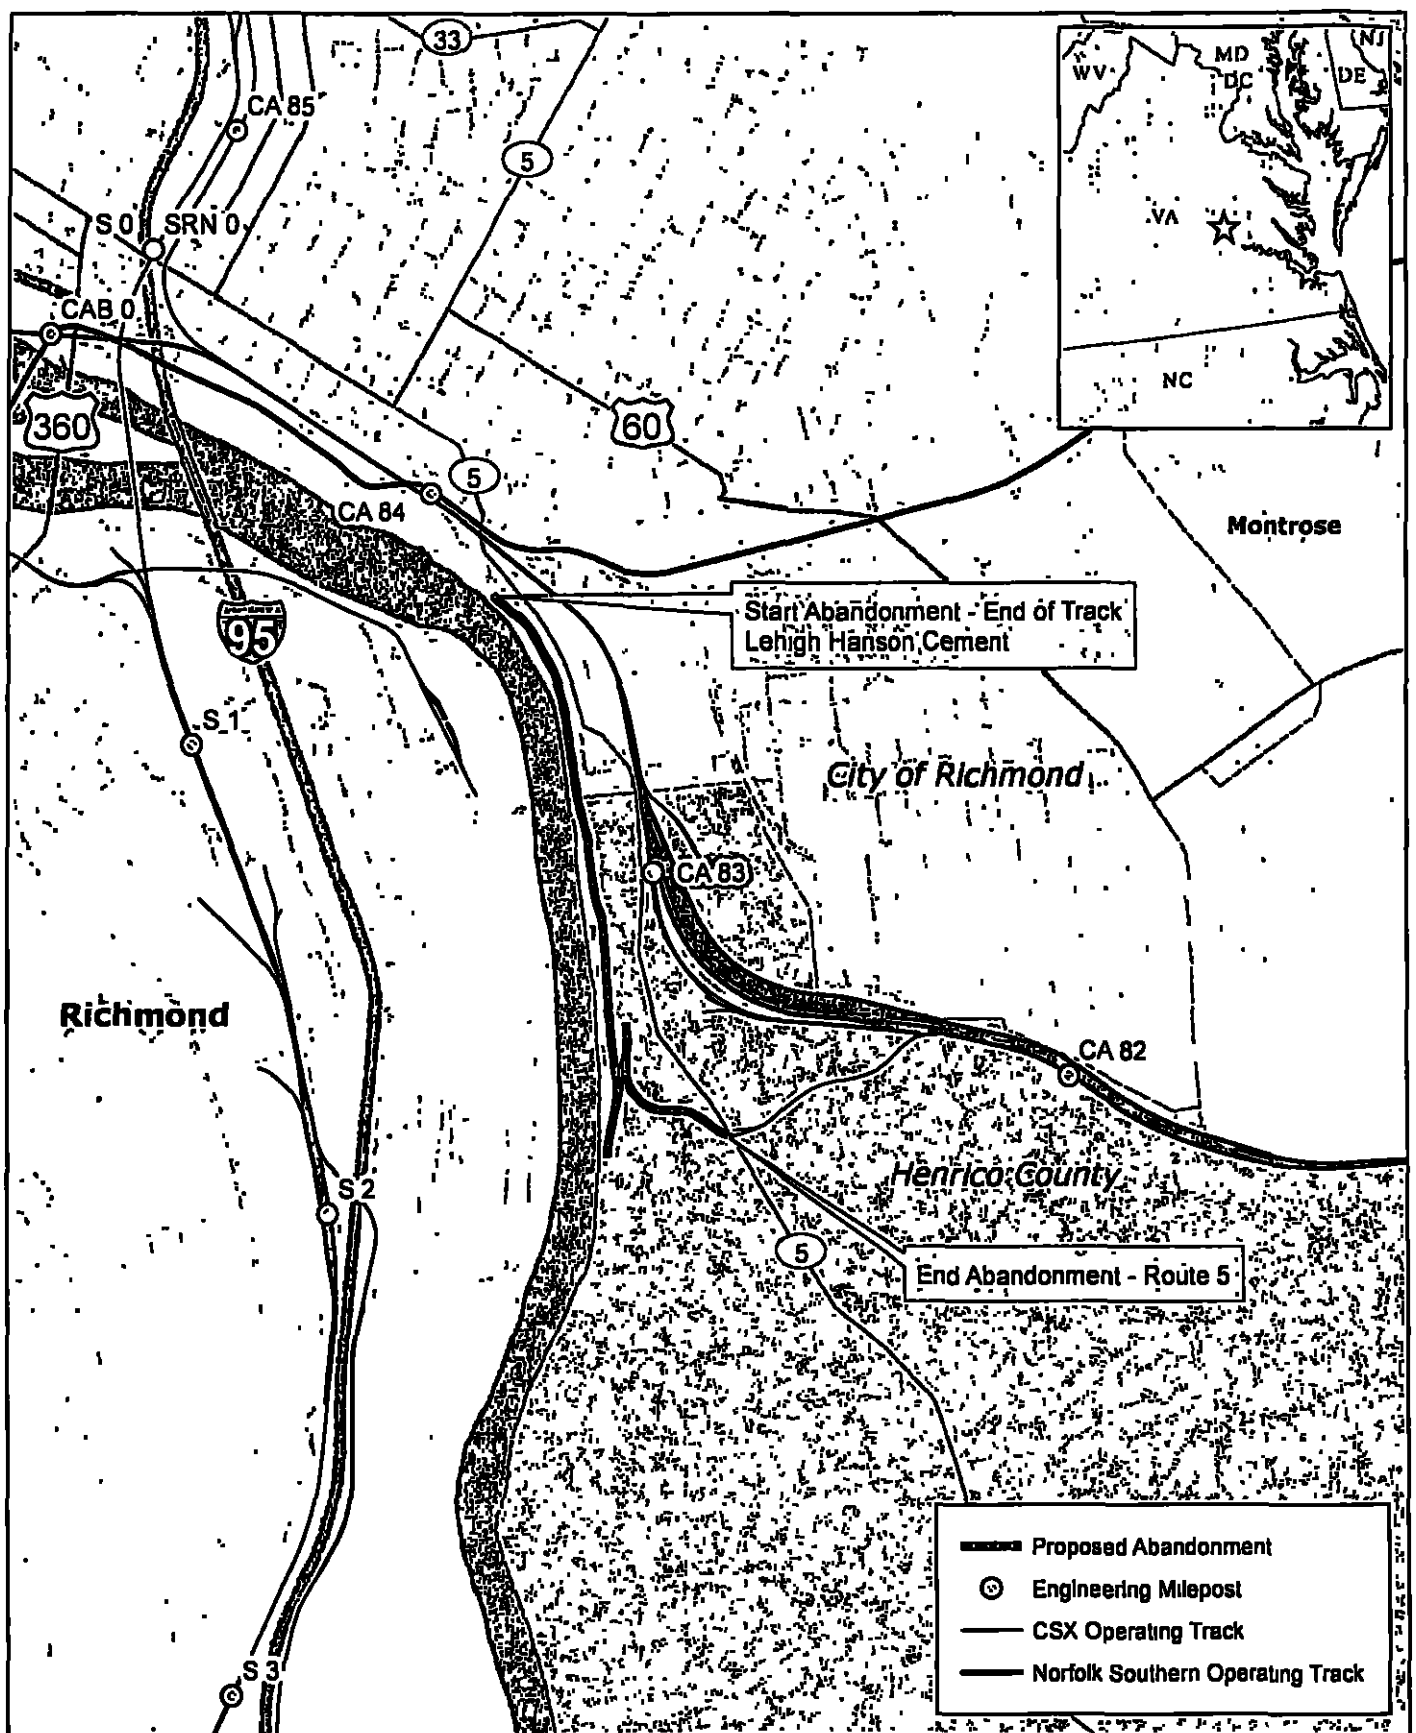 33
WV
MD
DC
NJ
DE
CA 85
5
S 0
SRN 0
VA
CAB 0
NC
360
60
5
CA 84
Montrose
95
Start Abandonment - End of Track
Lehigh Hanson Cement
S 1
City of Richmond
CA 83
Richmond
CA 82
Henrico County
S 2
5
End Abandonment - Route 5
Proposed Abandonment
Engineering Milepost
CSX Operating Track
Norfolk Southern Operating Track
S 3